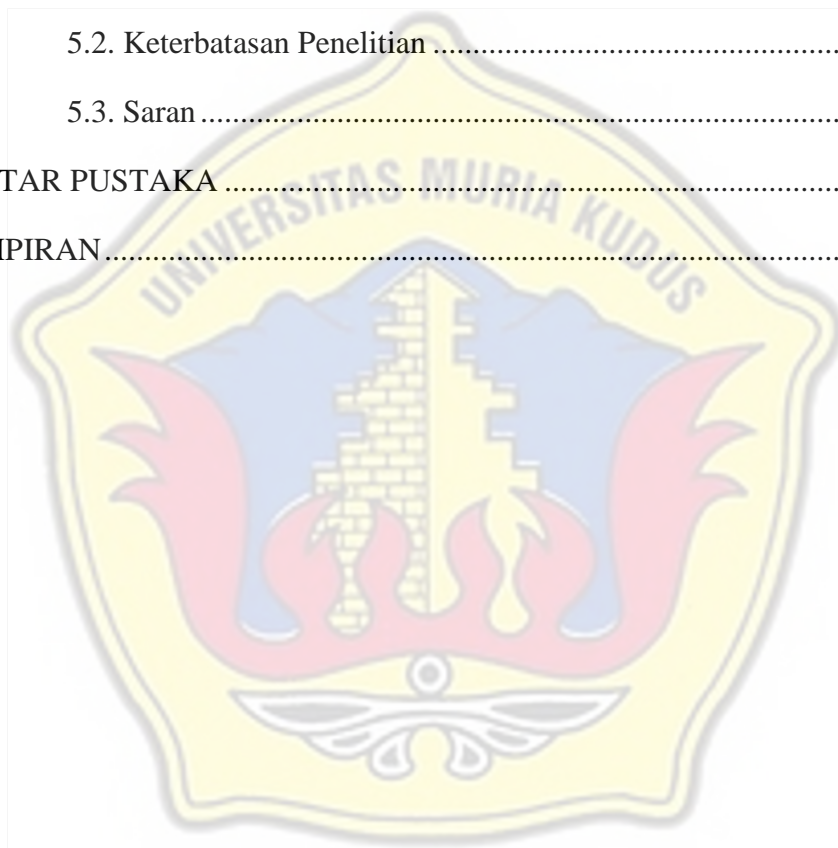 5.2. Keterbatasan Penelitian ................................................
5.3. Saran ................................................................................
TAR PUSTAKA ................................................................................
IPIRAN ................................................................................
UNIVERSITAS MURIA KUDUS